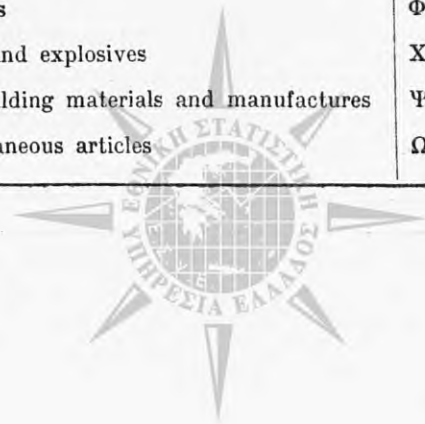 s Φ
nd explosives Χ
lding materials and manufactures Ψ
aneous articles Ω
ΕΘΝΙΚΗ ΣΤΑΤΙΣΤΙΚΗ
ΥΠΗΡΕΣΙΑ ΕΛΛΑΔΟΣ
Ε Σ Υ Ε